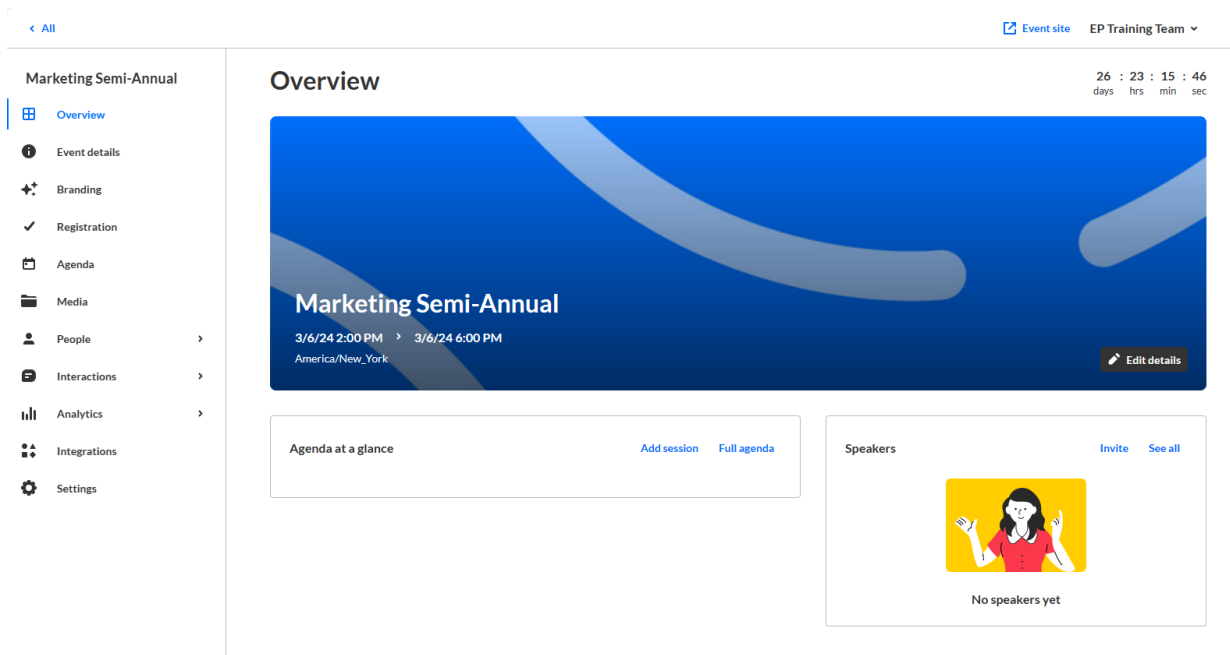 All
Event site
EP Training Team
Marketing Semi-Annual
Overview
Event details
Branding
Registration
Agenda
Media
People
Interactions
Analytics
Integrations
Settings
Overview
26 : 23 : 15 : 46
days hrs min sec
Marketing Semi-Annual
3/6/24 2:00 PM 3/6/24 6:00 PM
America/New_York
Edit details
Agenda at a glance
Add session
Full agenda
Speakers
Invite
See all
No speakers yet